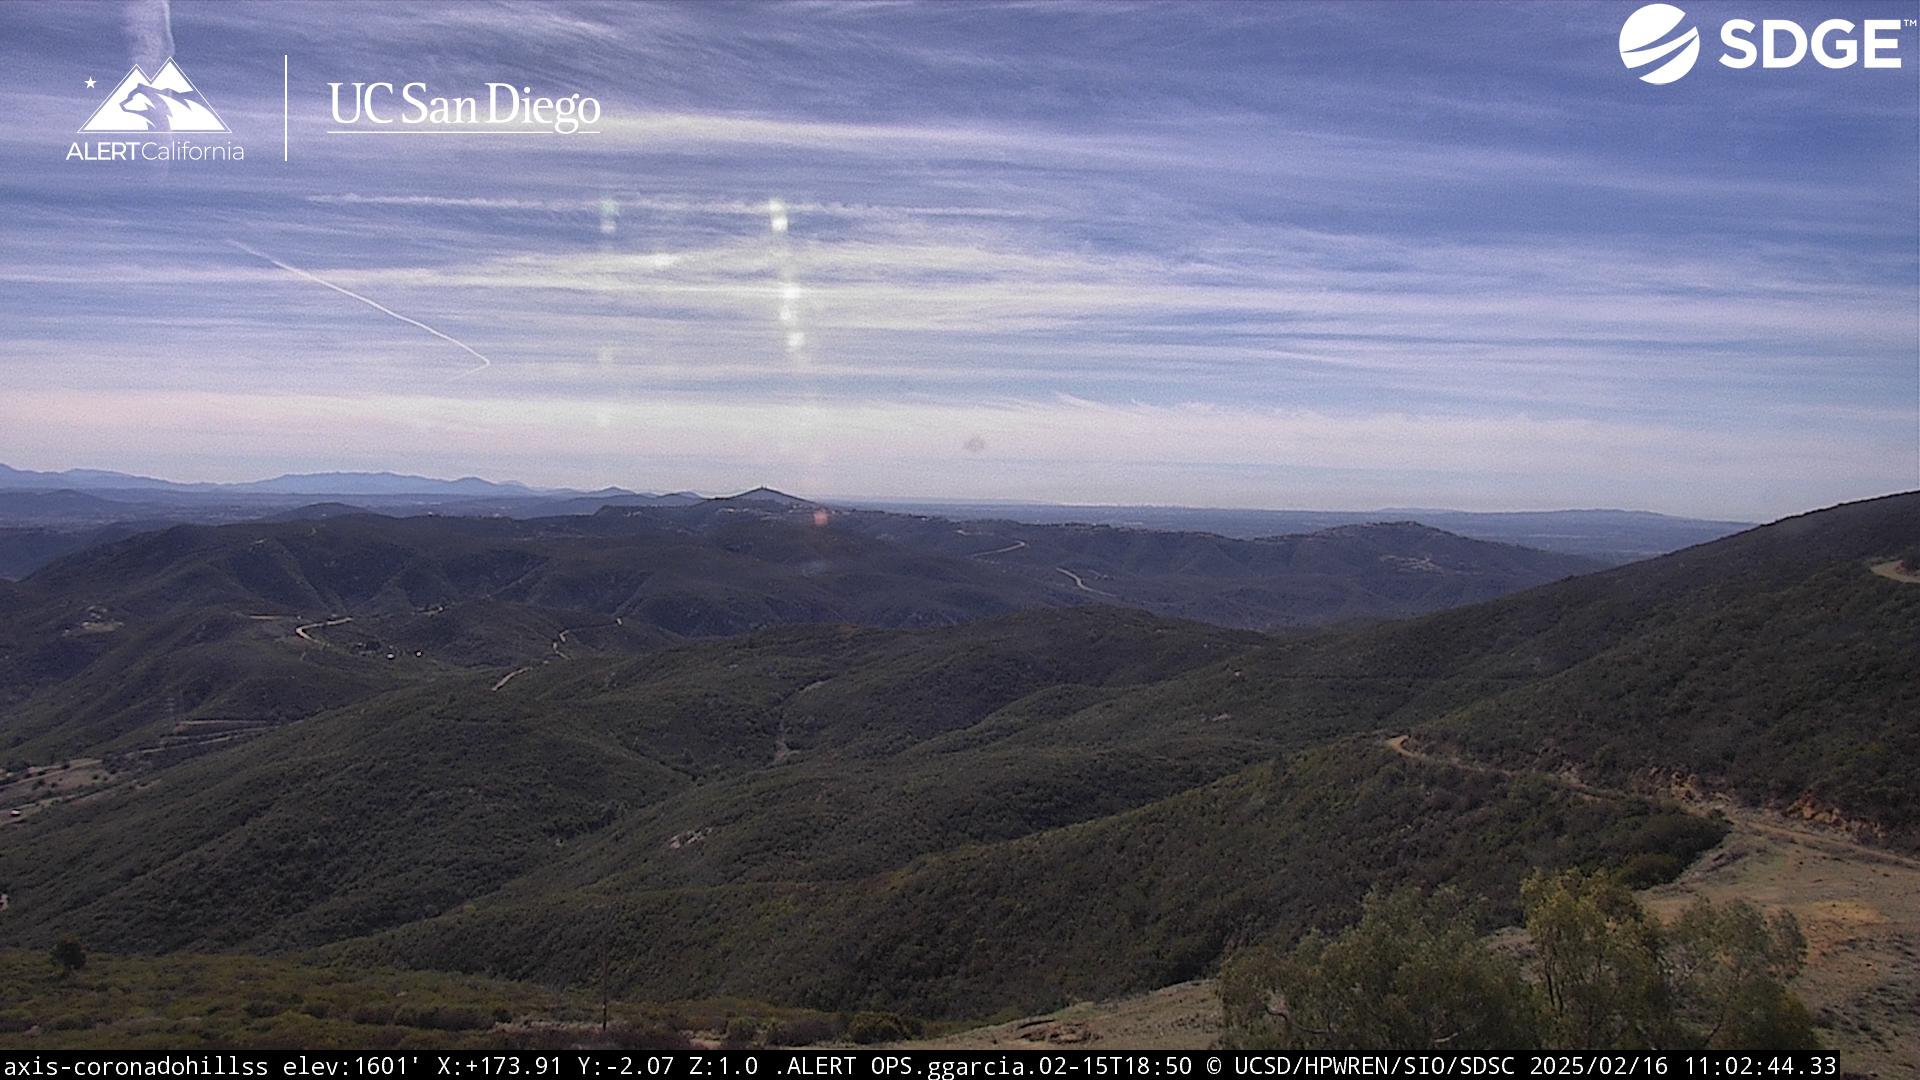 SDGE™
UC San Diego
ALERTCalifornia
axis-coronadohillss elev:1601' X:+173.91 Y:-2.07 Z:1.0 .ALERT OPS.ggarcia.02-15T18:50 © UCSD/HPWREN/SIO/SDSC 2025/02/16 11:02:44.33